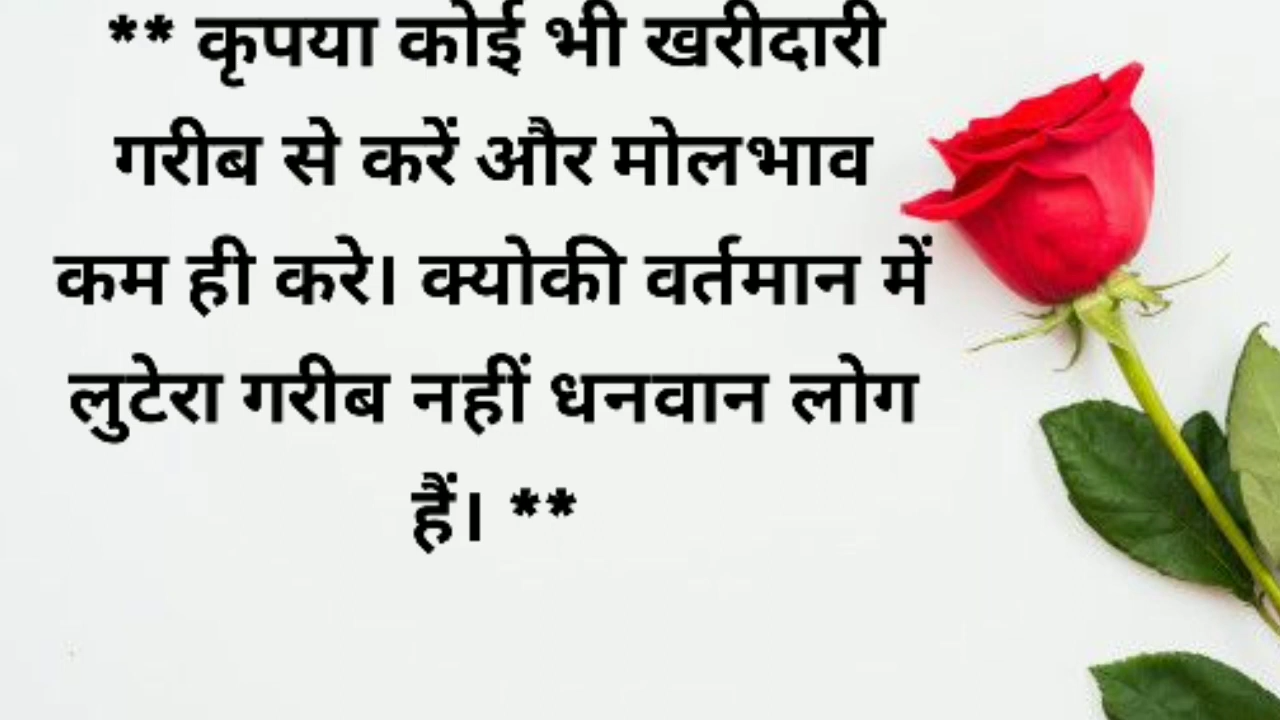 ** कृपया कोई भी खरीदारी
गरीब से करें और मोलभाव
कम ही करे। क्योकी वर्तमान में
लुटेरा गरीब नहीं धनवान लोग
हैं। **